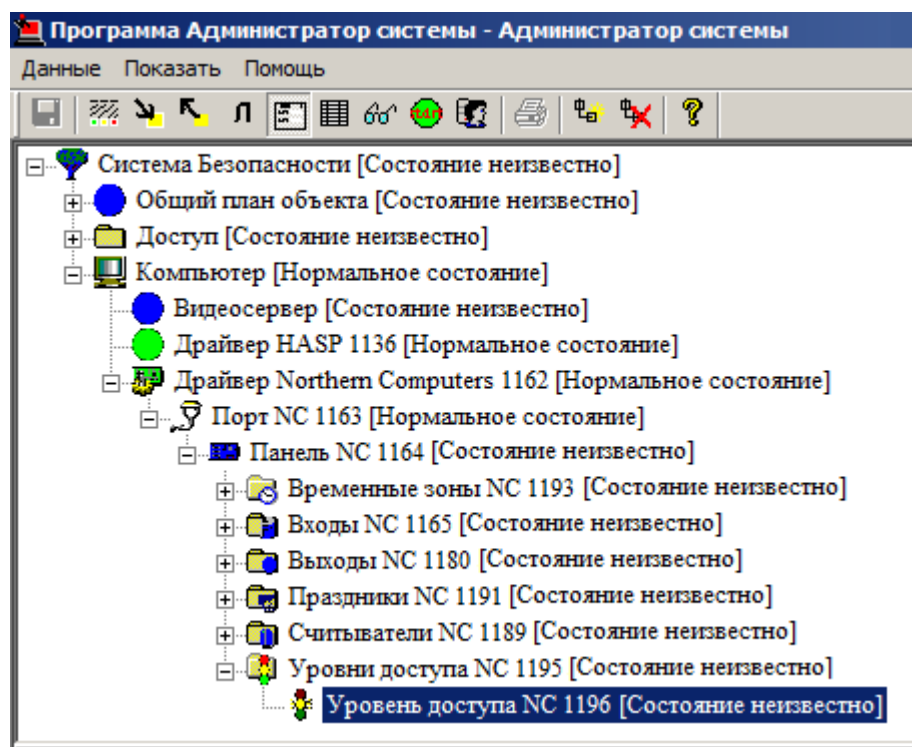 Программа Администратор системы - Администратор системы
Данные Показать Помощь
Л
?
Система Безопасности [Состояние неизвестно]
Общий план объекта [Состояние неизвестно]
Доступ [Состояние неизвестно]
Компьютер [Нормальное состояние]
Видеосервер [Состояние неизвестно]
Драйвер HASP 1136 [Нормальное состояние]
Драйвер Northern Computers 1162 [Нормальное состояние]
Порт NC 1163 [Нормальное состояние]
Панель NC 1164 [Состояние неизвестно]
Временные зоны NC 1193 [Состояние неизвестно]
Входы NC 1165 [Состояние неизвестно]
Выходы NC 1180 [Состояние неизвестно]
Праздники NC 1191 [Состояние неизвестно]
Считыватели NC 1189 [Состояние неизвестно]
Уровни доступа NC 1195 [Состояние неизвестно]
Уровень доступа NC 1196 [Состояние неизвестно]